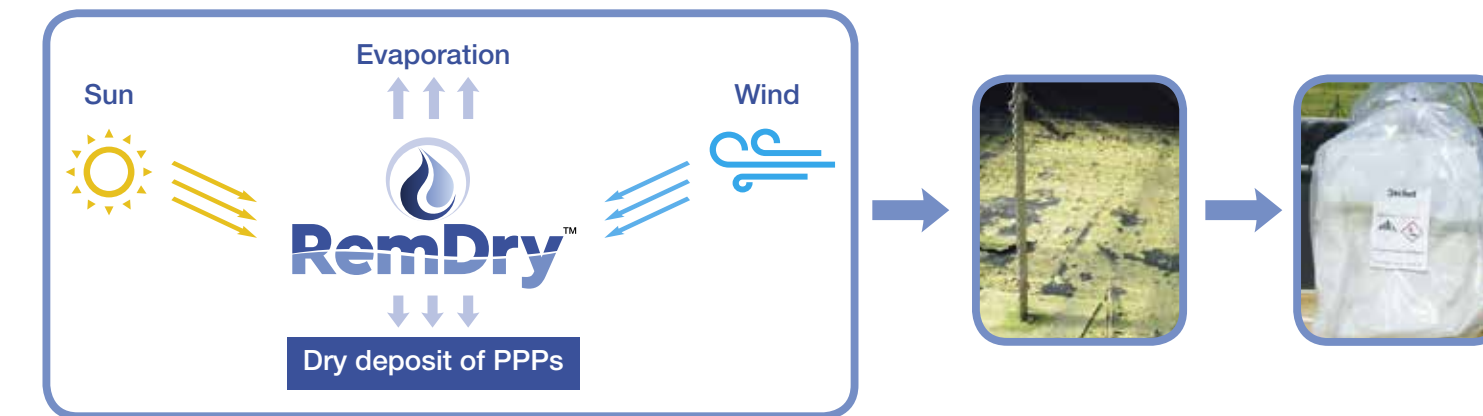 Evaporation
Sun
Wind
RemDry™
Dry deposit of PPPs